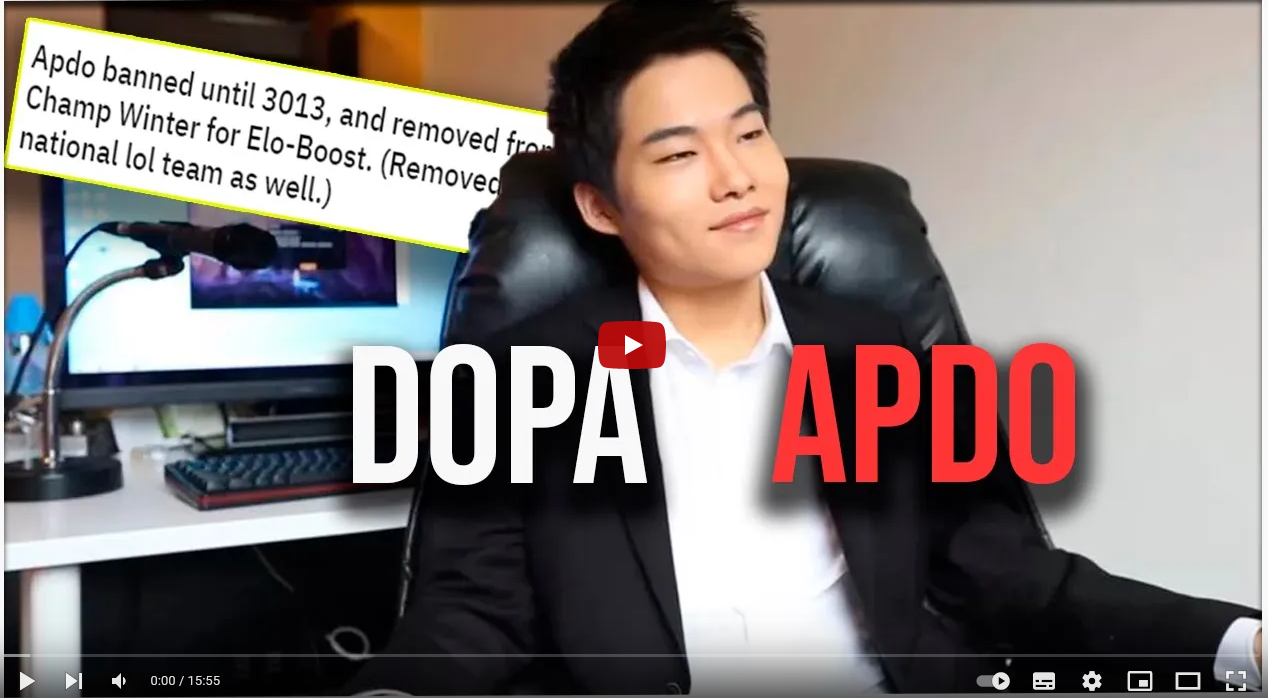 Apdo banned until 3013, and removed from
Champ Winter for Elo-Boost. (Removed
national lol team as well.)
DOPA APDO
0:00 / 15:55